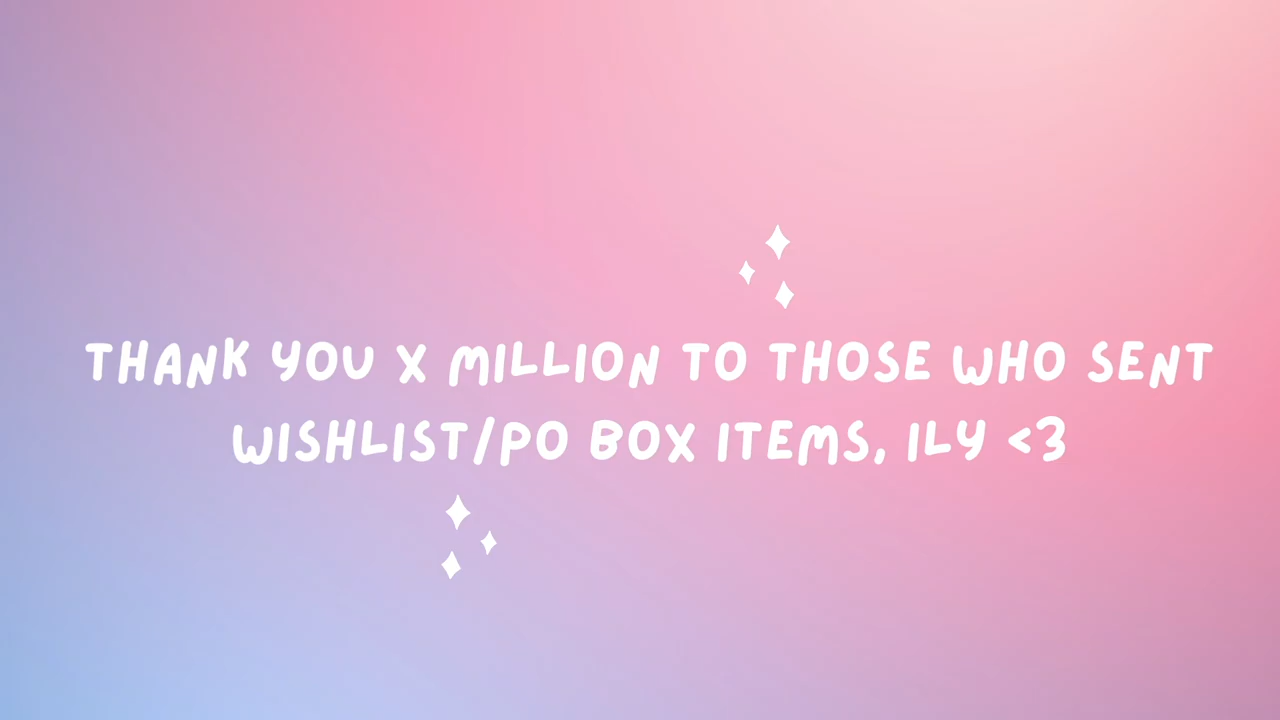 THANK YOU X MILLION TO THOSE WHO SENT
WISHLIST/PO BOX ITEMS, ILY <3